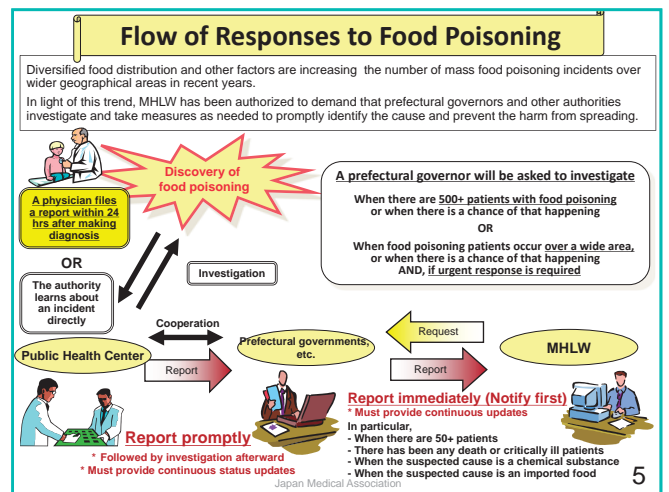 Flow of Responses to Food Poisoning
Diversified food distribution and other factors are increasing the number of mass food poisoning incidents over
wider geographical areas in recent years.
In light of this trend, MHLW has been authorized to demand that prefectural governors and other authorities
investigate and take measures as needed to promptly identify the cause and prevent the harm from spreading.
Discovery of
food poisoning
A physician files
a report within 24
hrs after making
diagnosis
OR
The authority
learns about
an incident
directly
Investigation
A prefectural governor will be asked to investigate
When there are 500+ patients with food poisoning
or when there is a chance of that happening
OR
When food poisoning patients occur over a wide area,
or when there is a chance of that happening
AND, if urgent response is required
Public Health Center
Cooperation
Report
Prefectural governments,
etc.
Request
Report
MHLW
Report promptly
* Followed by investigation afterward
* Must provide continuous status updates
Report immediately (Notify first)
* Must provide continuous updates
In particular,
- When there are 50+ patients
- There has been any death or critically ill patients
- When the suspected cause is a chemical substance
- When the suspected cause is an imported food
Japan Medical Association
5